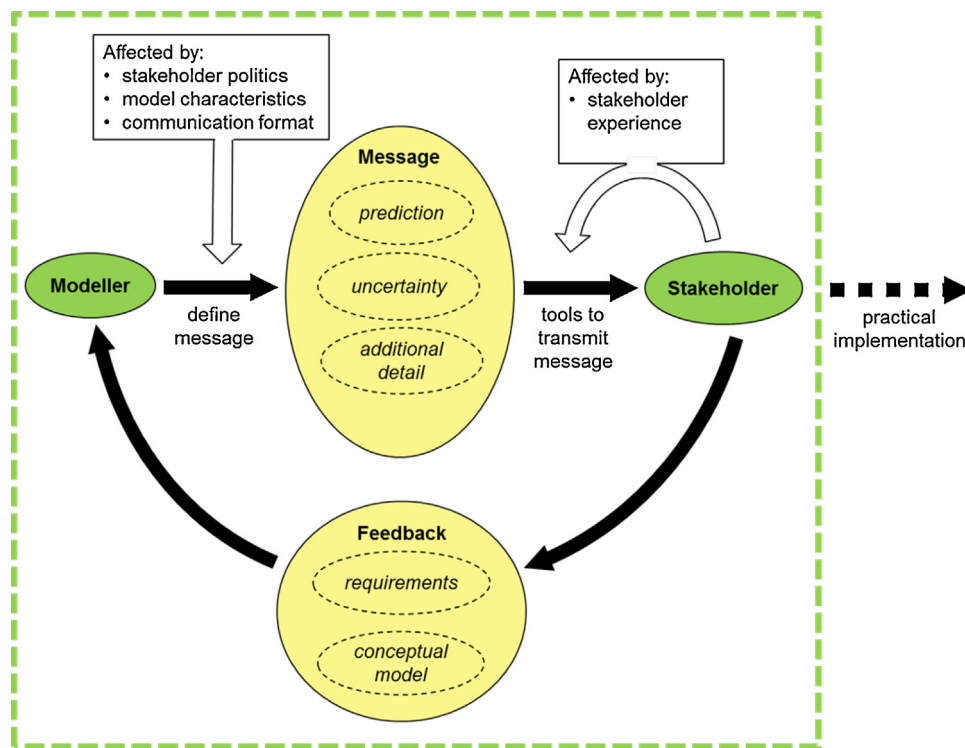 Affected by:
• stakeholder politics
• model characteristics
• communication format
Affected by:
• stakeholder
experience
Message
prediction
uncertainty
additional
detail
Modeller
define
message
tools to
transmit
message
Stakeholder
practical
implementation
Feedback
requirements
conceptual
model